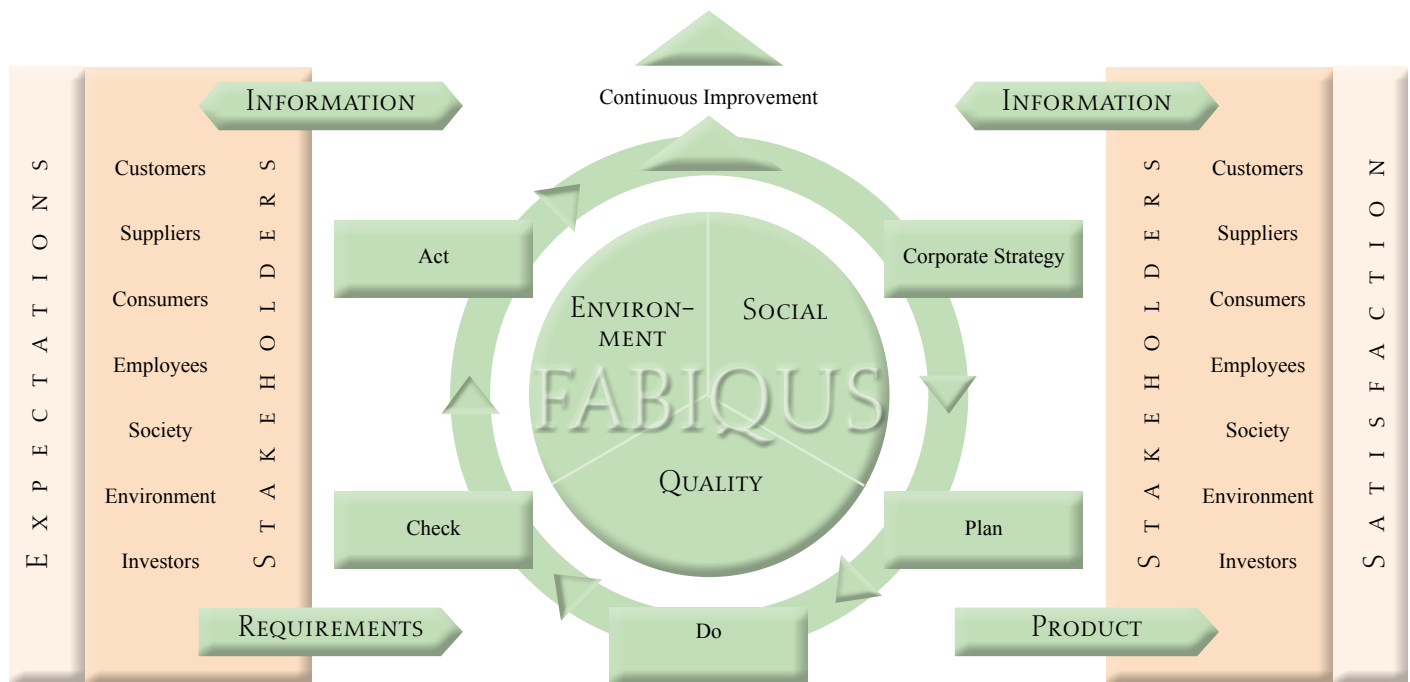 EXPECTATIONS
INFORMATION
Customers
Suppliers
Consumers
Employees
Society
Environment
Investors
STAKEHOLDERS
REQUIREMENTS
Continuous Improvement
Act
Corporate Strategy
ENVIRON-
MENT
SOCIAL
FABIQUS
QUALITY
Check
Plan
Do
INFORMATION
STAKEHOLDERS
Customers
Suppliers
Consumers
Employees
Society
Environment
Investors
PRODUCT
SATISFACTION